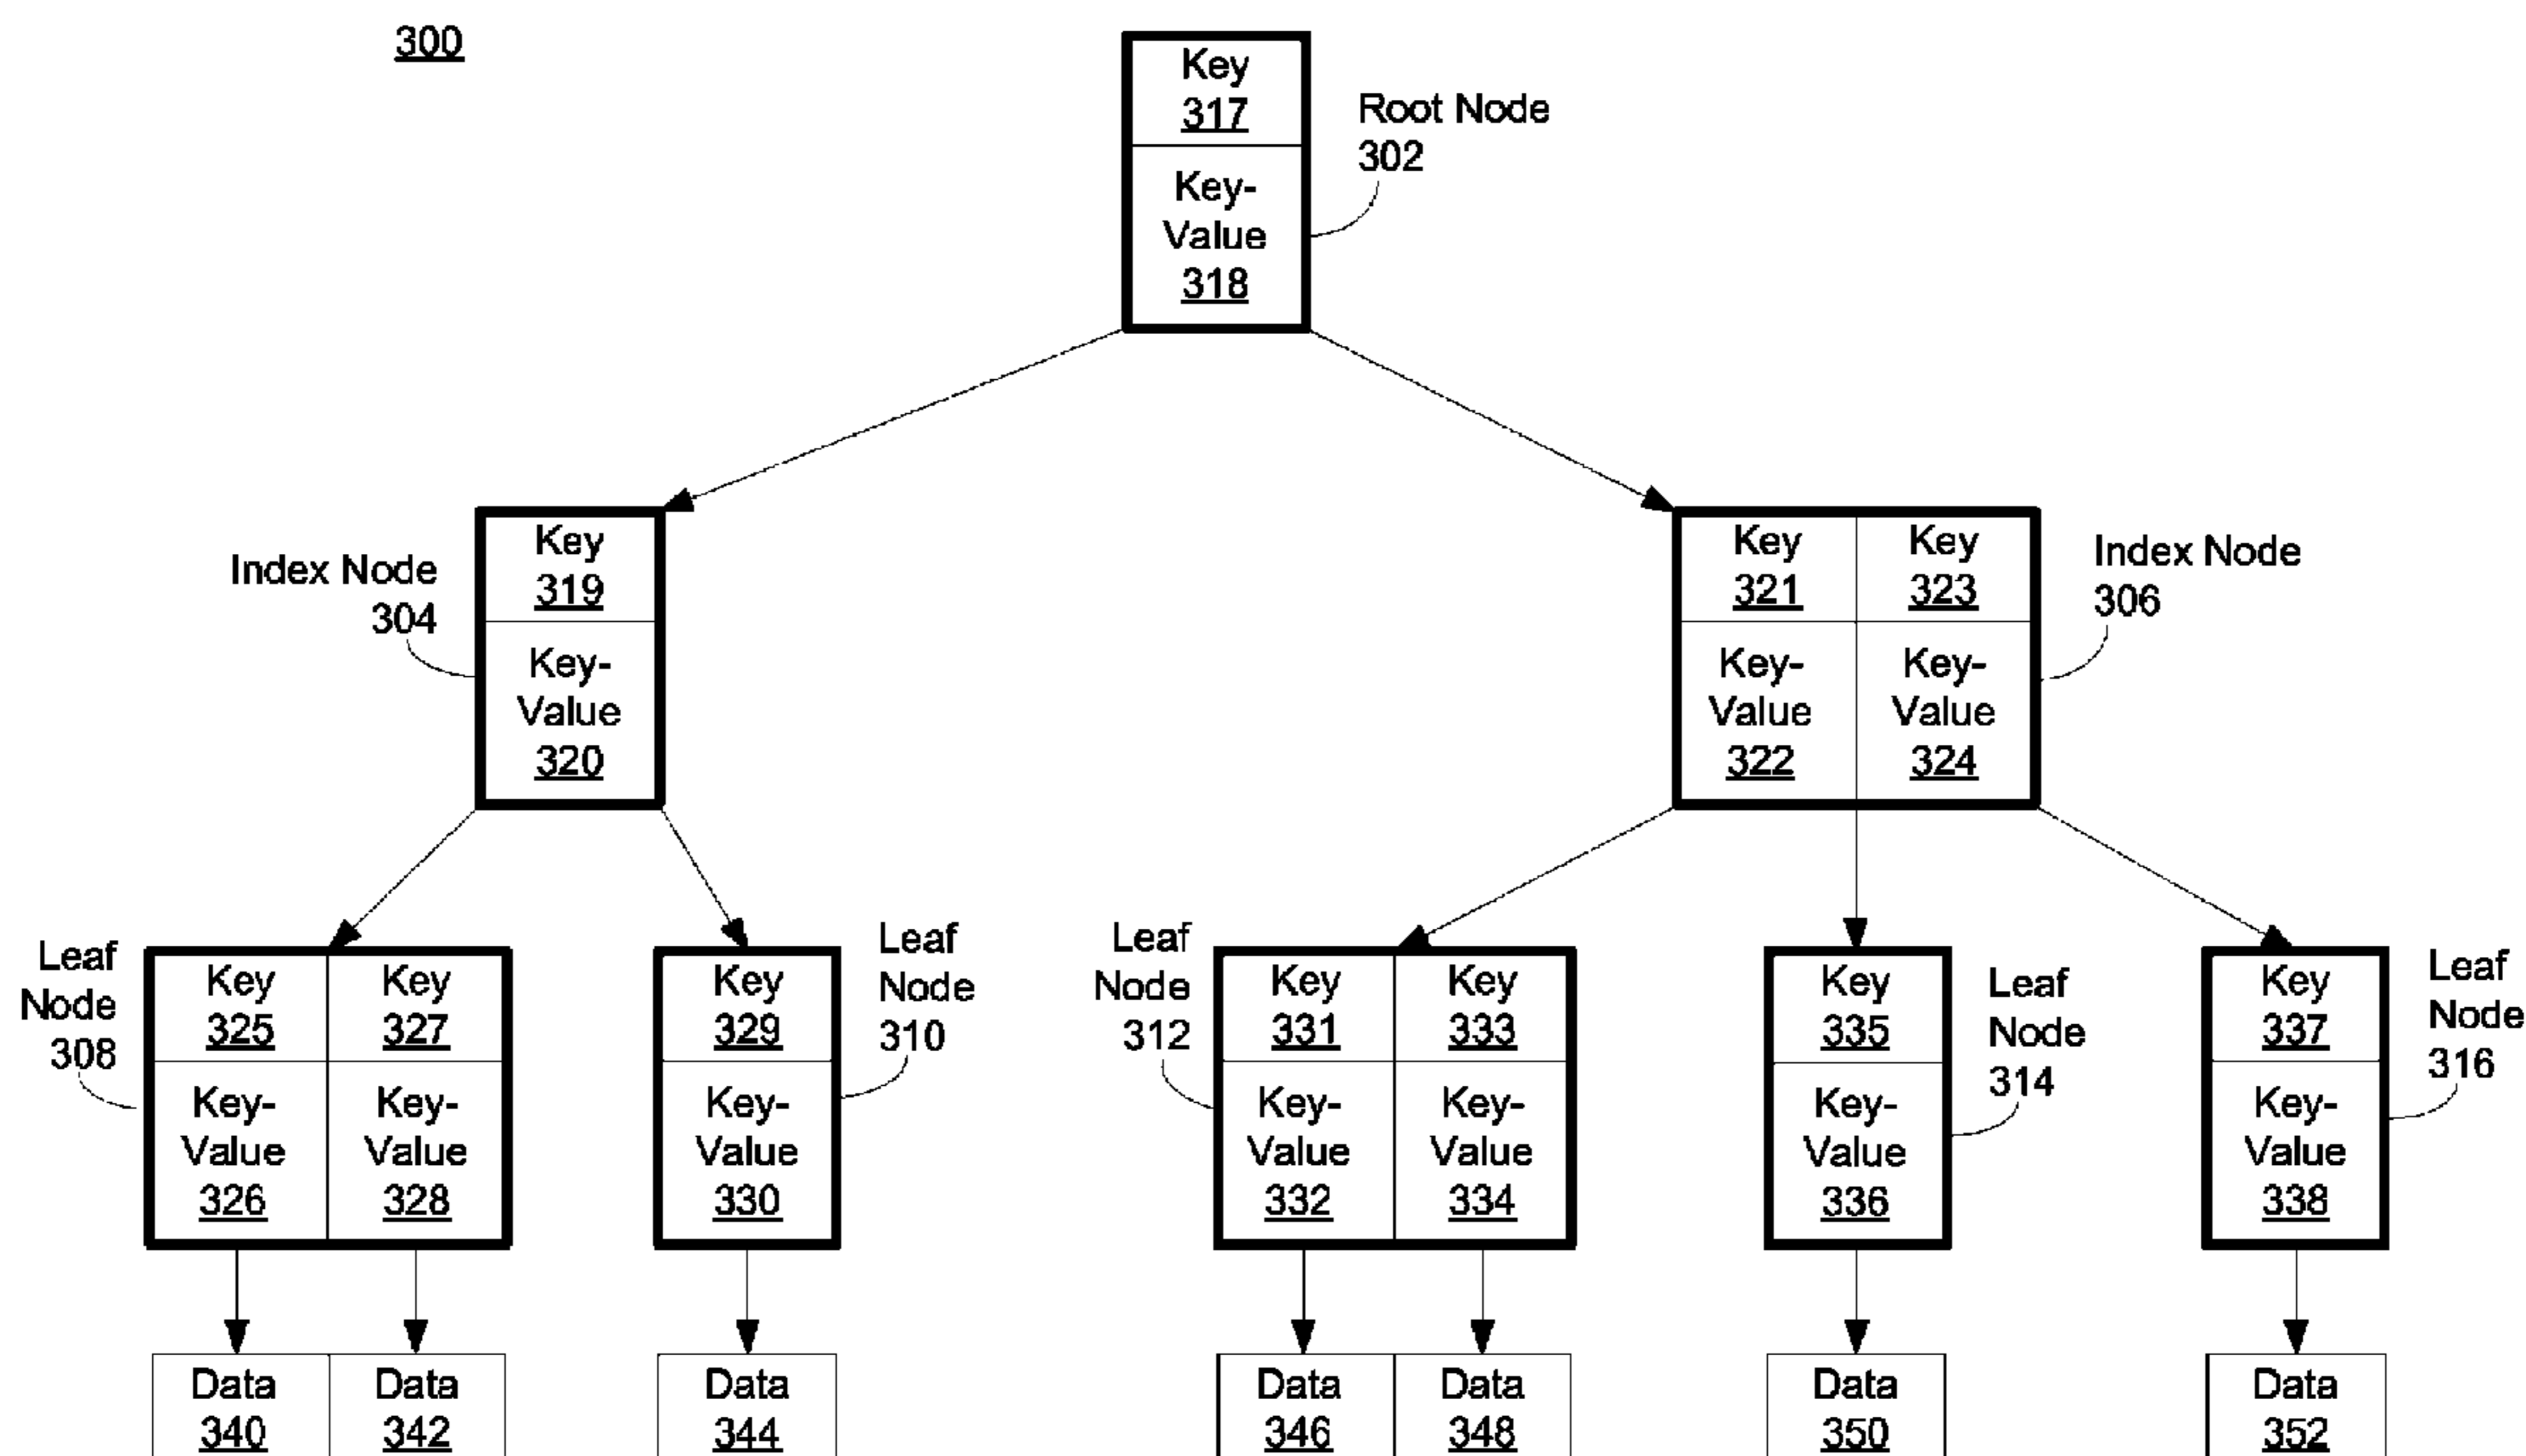 300
Key
317
Key-
Value
318
Root Node
302
Index Node
304
Key
319
Key-
Value
320
Key
321
Key-
Value
322
Key
323
Key-
Value
324
Index Node
306
Leaf
Node
308
Key
325
Key-
Value
326
Key
327
Key-
Value
328
Key
329
Key-
Value
330
Leaf
Node
310
Leaf
Node
312
Key
331
Key-
Value
332
Key
333
Key-
Value
334
Key
335
Key-
Value
336
Leaf
Node
314
Key
337
Key-
Value
338
Leaf
Node
316
Data
340
Data
342
Data
344
Data
346
Data
348
Data
350
Data
352